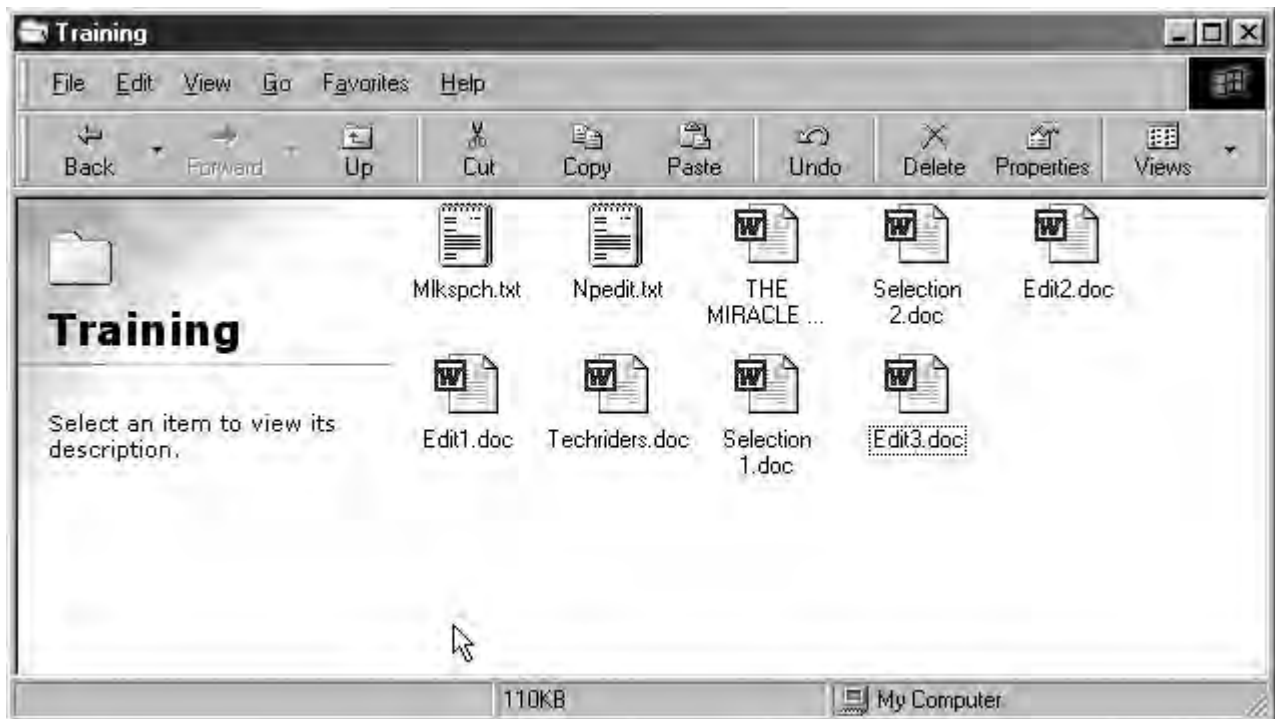 Training
File Edit View Go Favorites Help
Back Forward Up Cut Copy Paste Undo Delete Properties Views
Training
Select an item to view its
description.
Mlkspch.txt Npedit.txt THE
MIRACLE ... Selection
2.doc Edit2.doc
Edit1.doc Techriders.doc Selection
1.doc Edit3.doc
110KB My Computer